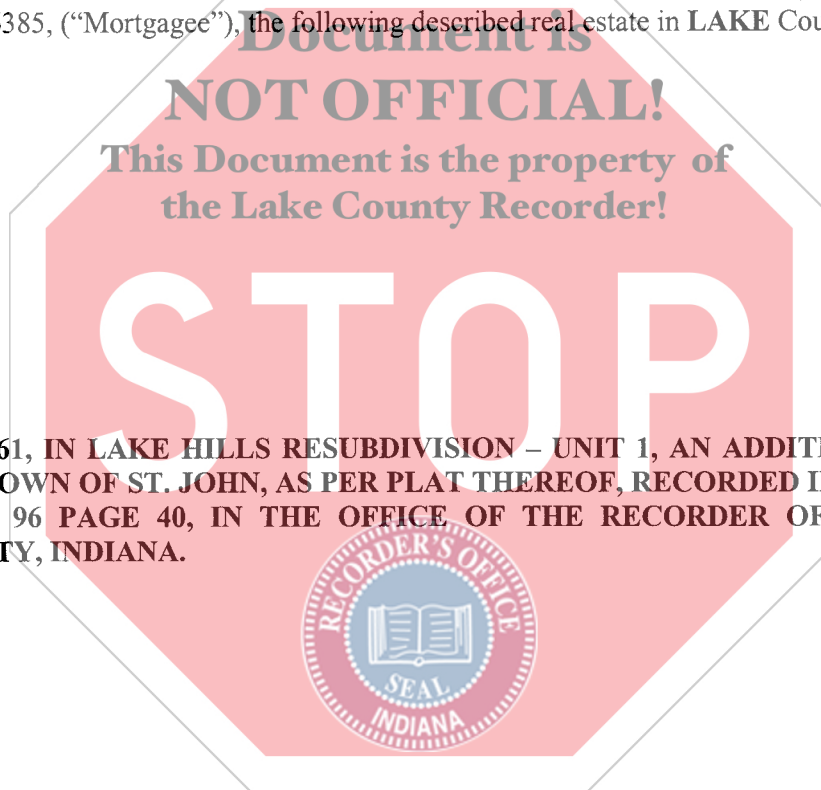 385, (“Mortgagee”), the following described real estate in LAKE Cou
Document is
NOT OFFICIAL!
This Document is the property of
the Lake County Recorder!
STOP
61, IN LAKE HILLS RESUBDIVISION – UNIT 1, AN ADDITI
OWN OF ST. JOHN, AS PER PLAT THEREOF, RECORDED I
96 PAGE 40, IN THE OFFICE OF THE RECORDER OF
TY, INDIANA.
RECORDER'S OFFICE
SEAL
INDIANA